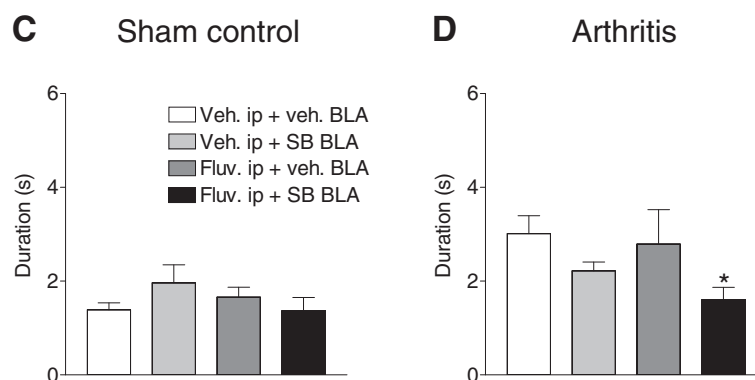 C Sham control
Duration (s)
6
4
2
0
Veh. ip + veh. BLA
Veh. ip + SB BLA
Fluv. ip + veh. BLA
Fluv. ip + SB BLA
D Arthritis
Duration (s)
6
4
2
0
*